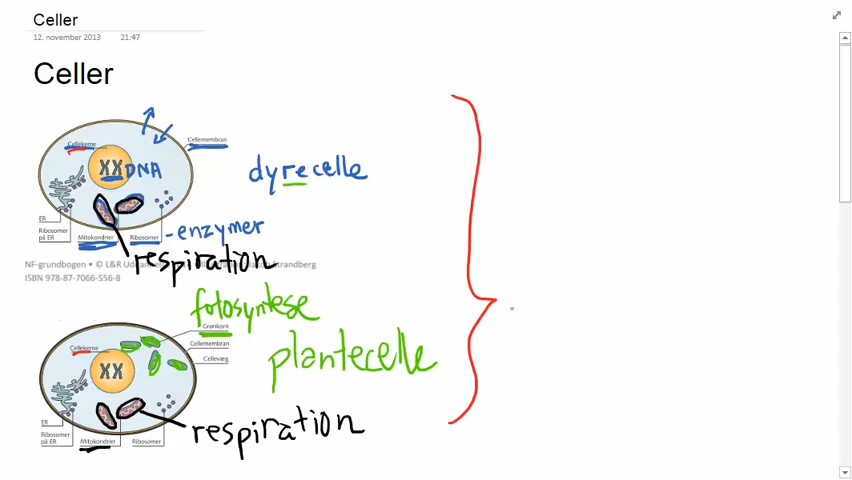 Celler
12. november 2013 21:47
Celler
Cellekerne
Cellemembran
XX DNA
dyrecelle
ER
Ribosomer på ER
Mitokondrier
Ribosomer
-enzymer
respiration
NF-grundbogen • © L&R Strandberg
ISBN 978-87-7066-556-8
fotosyntese
Grønkorn
Cellekerne
Cellemembran
Cellevæg
XX
plantecelle
ER
Ribosomer på ER
Mitokondrier
Ribosomer
respiration